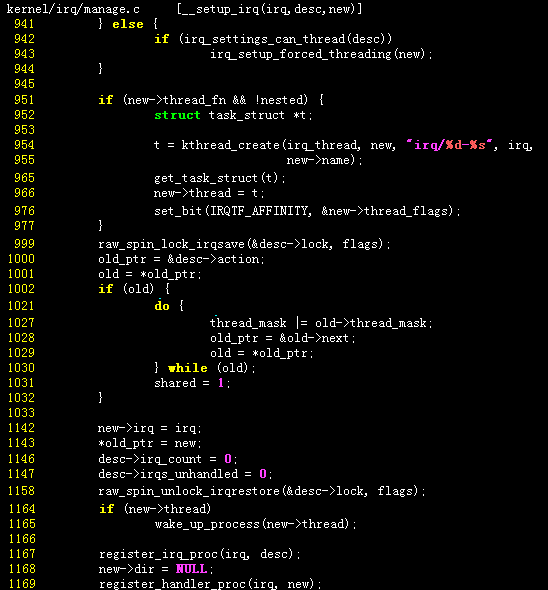 kernel/irq/manage.c     [__setup_irq(irq,desc,new)]
 941         } else {
 942                 if (irq_settings_can_thread(desc))
 943                         irq_setup_forced_threading(new);
 944         }
 945
 951         if (new->thread_fn && !nested) {
 952                 struct task_struct *t;
 953
 954                 t = kthread_create(irq_thread, new, "irq/%d-%s", irq,
 955                                    new->name);
 965                 get_task_struct(t);
 966                 new->thread = t;
 976                 set_bit(IRQTF_AFFINITY, &new->thread_flags);
 977         }
 999         raw_spin_lock_irqsave(&desc->lock, flags);
1000         old_ptr = &desc->action;
1001         old = *old_ptr;
1002         if (old) {
1021                 do {
1027                         thread_mask |= old->thread_mask;
1028                         old_ptr = &old->next;
1029                         old = *old_ptr;
1030                 } while (old);
1031                 shared = 1;
1032         }
1033
1142         new->irq = irq;
1143         *old_ptr = new;
1146         desc->irq_count = 0;
1147         desc->irqs_unhandled = 0;
1158         raw_spin_unlock_irqrestore(&desc->lock, flags);
1164         if (new->thread)
1165                 wake_up_process(new->thread);
1166
1167         register_irq_proc(irq, desc);
1168         new->dir = NULL;
1169         register_handler_proc(irq, new);